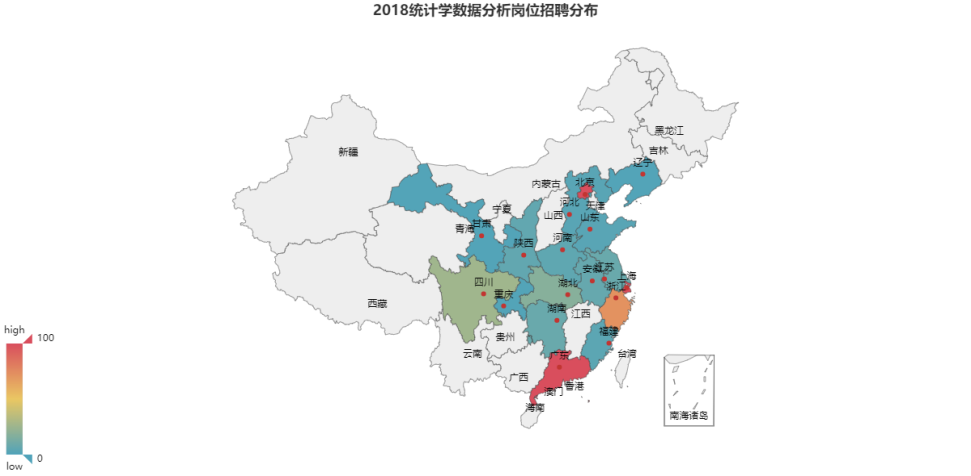 2018统计学数据分析岗位招聘分布
黑龙江
吉林
新疆
辽宁
内蒙古
北京
河北
天津
宁夏
山西
山东
甘肃
青海
河南
陕西
安徽
江苏
上海
四川
湖北
浙江
重庆
西藏
湖南
江西
high
100
贵州
福建
云南
广东
台湾
广西
香港
澳门
海南
南海诸岛
0
low